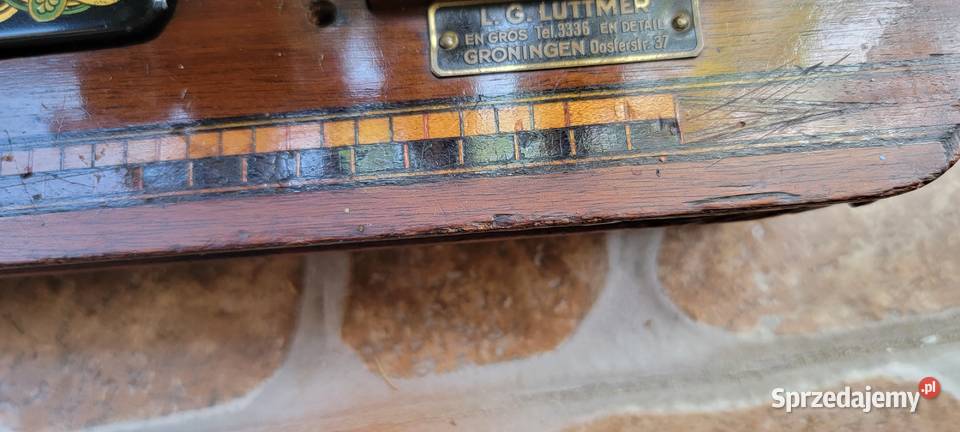 L. G. LUTTMER
EN GROS Tel.3336 EN DETAIL
GRONINGEN Oosterstr. 37
Sprzedajemy.pl